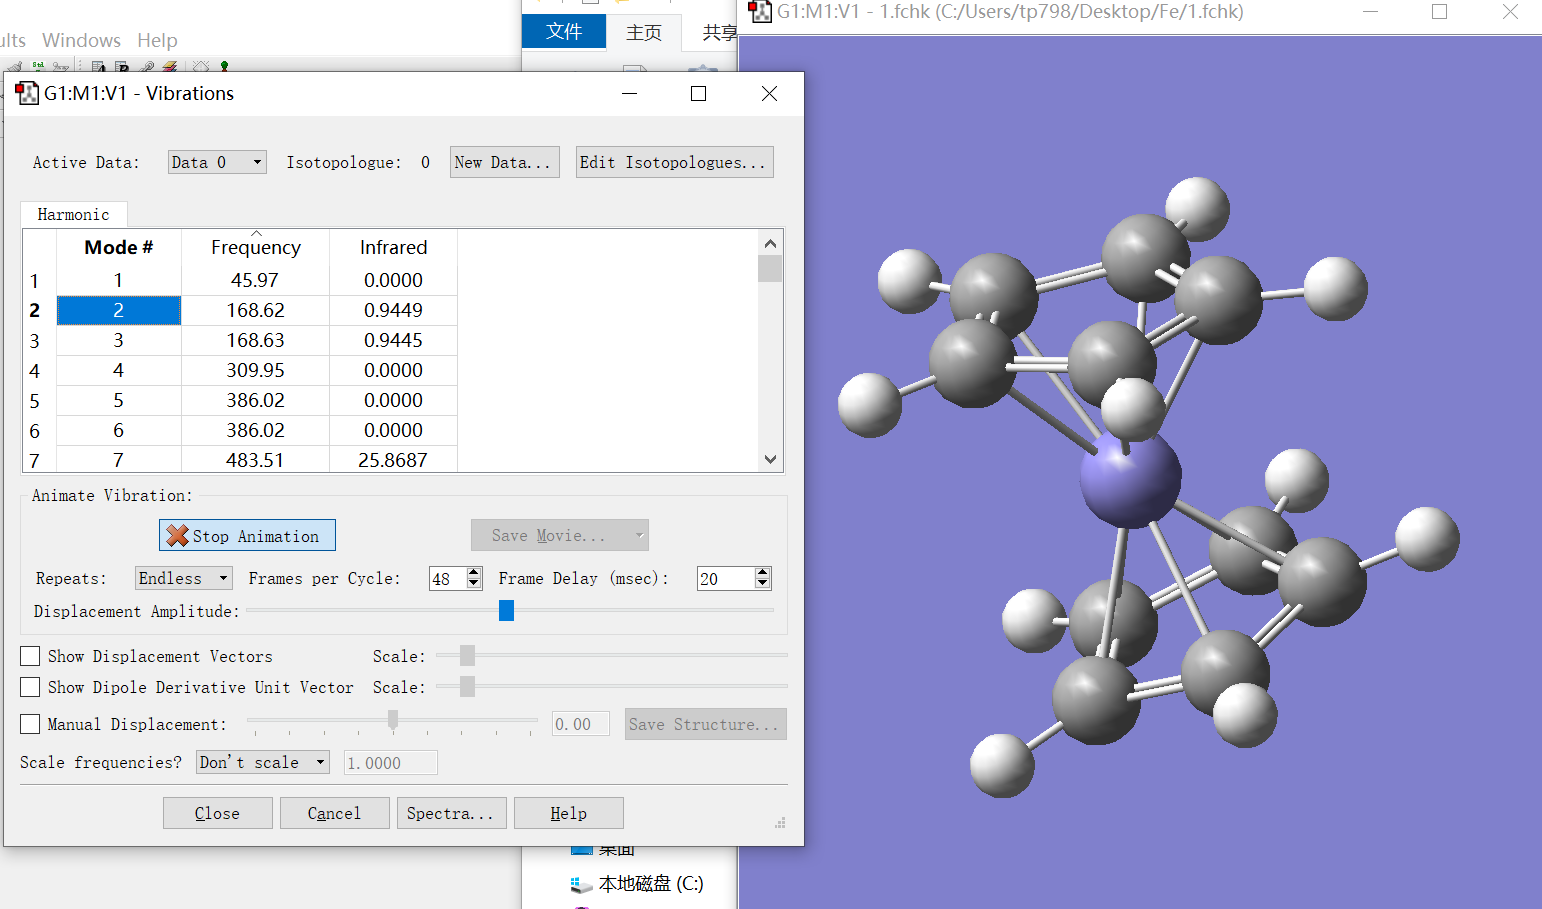 ults Windows Help
文件 主页 共享
G1:M1:V1 - 1.fchk (C:/Users/tp798/Desktop/Fe/1.fchk)
G1:M1:V1 - Vibrations
Active Data: Data 0 Isotopologue: 0 New Data... Edit Isotopologues...
Harmonic
Mode # Frequency Infrared
1 1 45.97 0.0000
2 2 168.62 0.9449
3 3 168.63 0.9445
4 4 309.95 0.0000
5 5 386.02 0.0000
6 6 386.02 0.0000
7 7 483.51 25.8687
Animate Vibration:
Stop Animation Save Movie...
Repeats: Endless Frames per Cycle: 48 Frame Delay (msec): 20
Displacement Amplitude:
Show Displacement Vectors Scale:
Show Dipole Derivative Unit Vector Scale:
Manual Displacement: 0.00 Save Structure...
Scale frequencies? Don't scale 1.0000
Close Cancel Spectra... Help
桌面
本地磁盘 (C:)